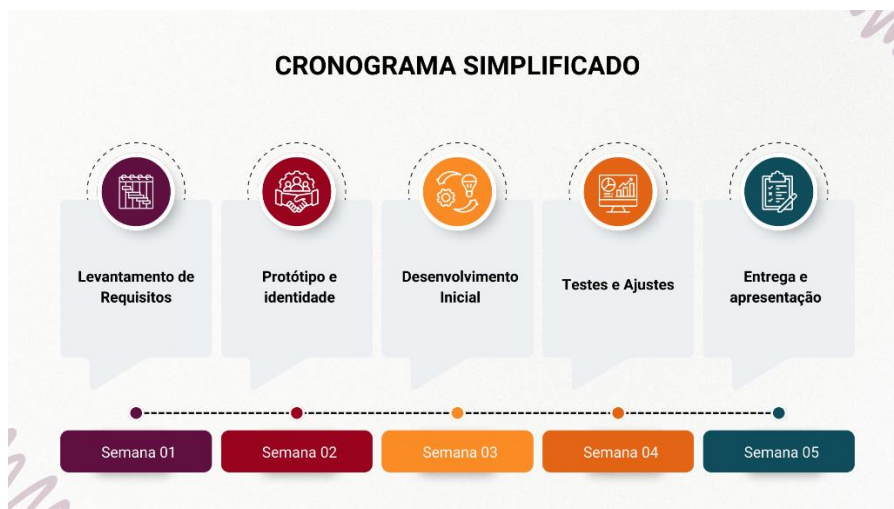 CRONOGRAMA SIMPLIFICADO
Levantamento de
Requisitos
Protótipo e
identidade
Desenvolvimento
Inicial
Testes e Ajustes
Entrega e
apresentação
Semana 01
Semana 02
Semana 03
Semana 04
Semana 05